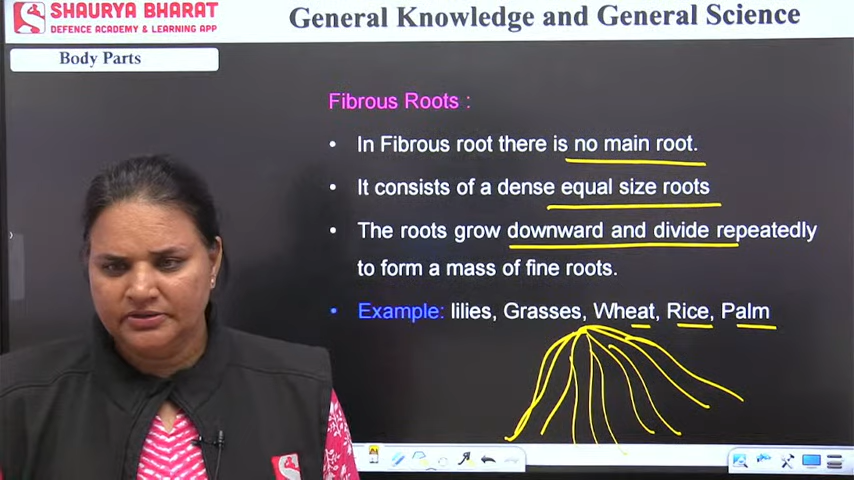 SHAURYA BHARAT
DEFENCE ACADEMY & LEARNING APP
General Knowledge and General Science
Body Parts
Fibrous Roots :
• In Fibrous root there is no main root.
• It consists of a dense equal size roots
• The roots grow downward and divide repeatedly
to form a mass of fine roots.
• Example: lilies, Grasses, Wheat, Rice, Palm